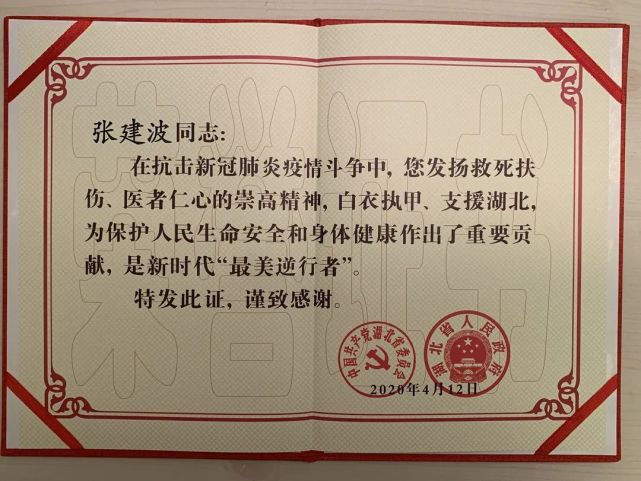 张建波同志:
在抗击新冠肺炎疫情斗争中, 您发扬救死扶
伤、医者仁心的崇高精神, 白衣执甲、支援湖北,
为保护人民生命安全和身体健康作出了重要贡
献, 是新时代“最美逆行者”。
特发此证, 谨致感谢。
中国共产党湖北省委员会
湖北省人民政府
2020年4月12日
荣誉证书